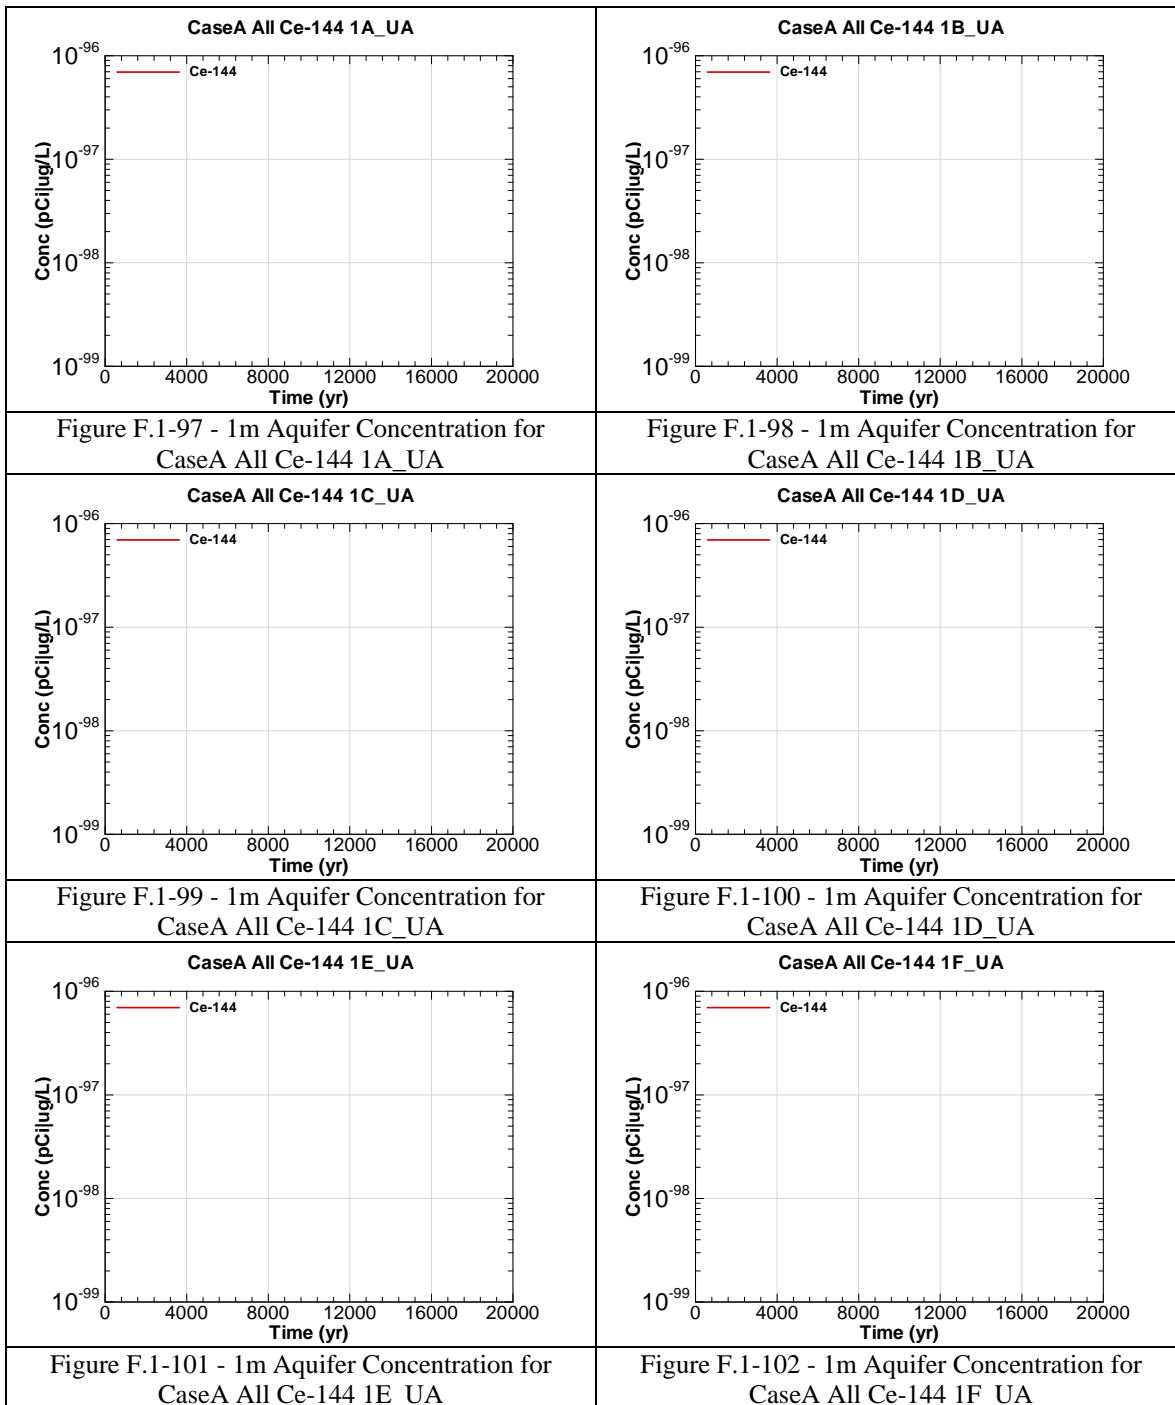 CaseA All Ce-144 1A_UA
Ce-144
10-96
10-97
10-98
10-99
Conc (pCi|ug/L)
0 4000 8000 12000 16000 20000
Time (yr)
Figure F.1-97 - 1m Aquifer Concentration for
CaseA All Ce-144 1A_UA
CaseA All Ce-144 1B_UA
Ce-144
10-96
10-97
10-98
10-99
Conc (pCi|ug/L)
0 4000 8000 12000 16000 20000
Time (yr)
Figure F.1-98 - 1m Aquifer Concentration for
CaseA All Ce-144 1B_UA
CaseA All Ce-144 1C_UA
Ce-144
10-96
10-97
10-98
10-99
Conc (pCi|ug/L)
0 4000 8000 12000 16000 20000
Time (yr)
Figure F.1-99 - 1m Aquifer Concentration for
CaseA All Ce-144 1C_UA
CaseA All Ce-144 1D_UA
Ce-144
10-96
10-97
10-98
10-99
Conc (pCi|ug/L)
0 4000 8000 12000 16000 20000
Time (yr)
Figure F.1-100 - 1m Aquifer Concentration for
CaseA All Ce-144 1D_UA
CaseA All Ce-144 1E_UA
Ce-144
10-96
10-97
10-98
10-99
Conc (pCi|ug/L)
0 4000 8000 12000 16000 20000
Time (yr)
Figure F.1-101 - 1m Aquifer Concentration for
CaseA All Ce-144 1E_UA
CaseA All Ce-144 1F_UA
Ce-144
10-96
10-97
10-98
10-99
Conc (pCi|ug/L)
0 4000 8000 12000 16000 20000
Time (yr)
Figure F.1-102 - 1m Aquifer Concentration for
CaseA All Ce-144 1F_UA